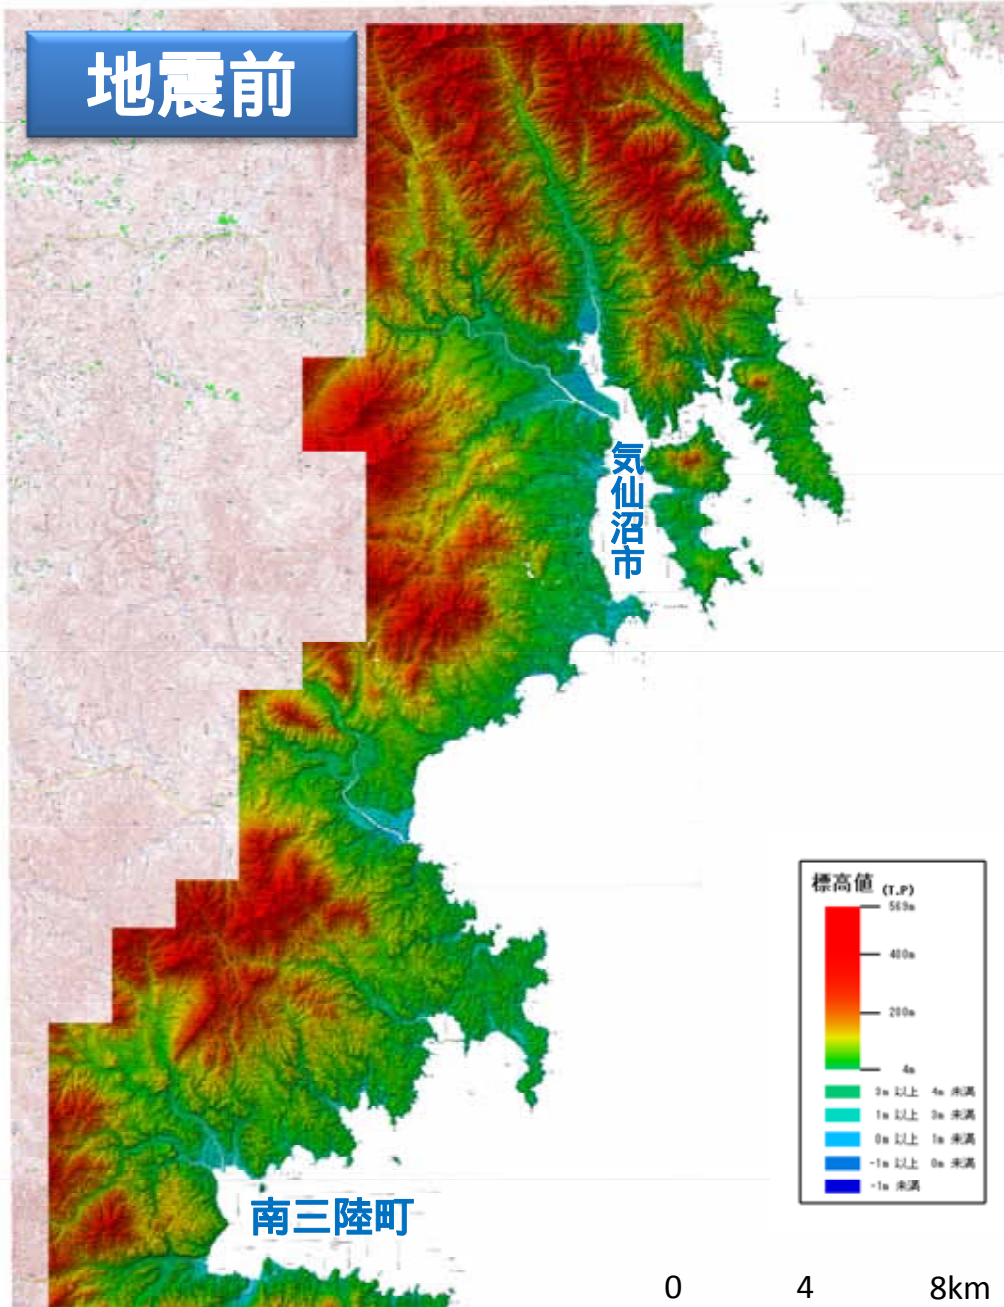 地震前
気仙沼市
南三陸町
標高値 (T.P)
569m
400m
200m
4m
3m 以上 4m 未満
1m 以上 3m 未満
0m 以上 1m 未満
-1m 以上 0m 未満
-1m 未満
0 4 8km